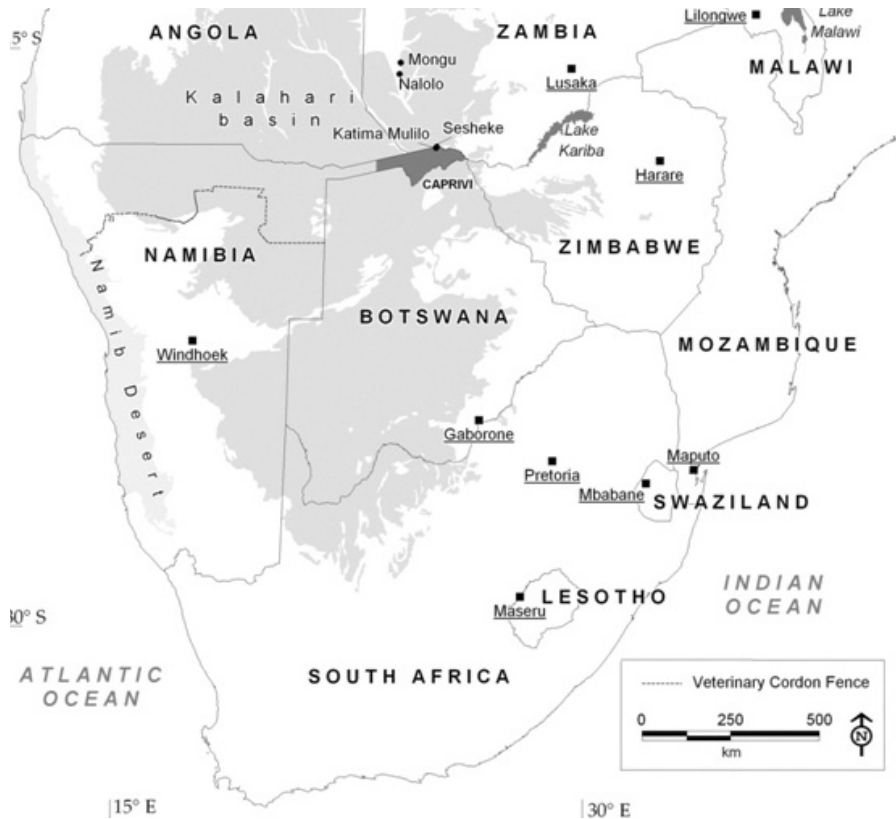 Lilongwe
Lake
Malawi
5° S
ANGOLA
ZAMBIA
Mongu
Nalolo
Lusaka
MALAWI
Kalahari
basin
Katima Mulilo
Sesheke
Lake
Kariba
Harare
CAPRIVI
NAMIBIA
ZIMBABWE
Namib Desert
BOTSWANA
Windhoek
MOZAMBIQUE
Gaborone
Maputo
Pretoria
Mbabane
SWAZILAND
INDIAN
OCEAN
LESOTHO
Maseru
30° S
ATLANTIC
OCEAN
SOUTH AFRICA
Veterinary Cordon Fence
0 250 500
km
N
15° E
30° E